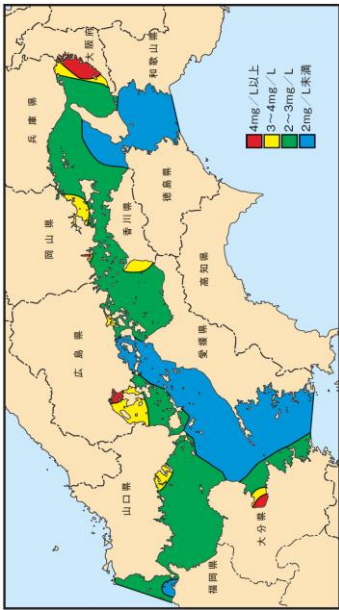 兵庫県
大阪府
和歌山県
岡山県
香川県
徳島県
広島県
高知県
愛媛県
山口県
福岡県
大分県
4mg／L以上
3～4mg／L
2～3mg／L
2mg／L未満